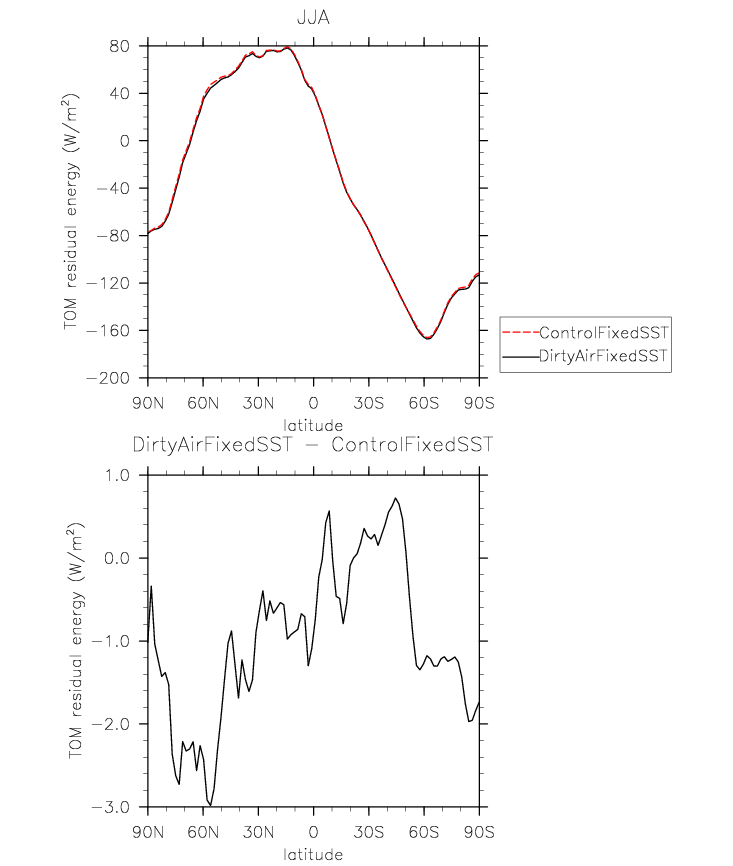 JJA
TOM residual energy (W/m²)
80
40
0
−40
−80
−120
−160
−200
90N 60N 30N 0 30S 60S 90S
latitude
ControlFixedSST
DirtyAirFixedSST
DirtyAirFixedSST − ControlFixedSST
TOM residual energy (W/m²)
1.0
0.0
−1.0
−2.0
−3.0
90N 60N 30N 0 30S 60S 90S
latitude